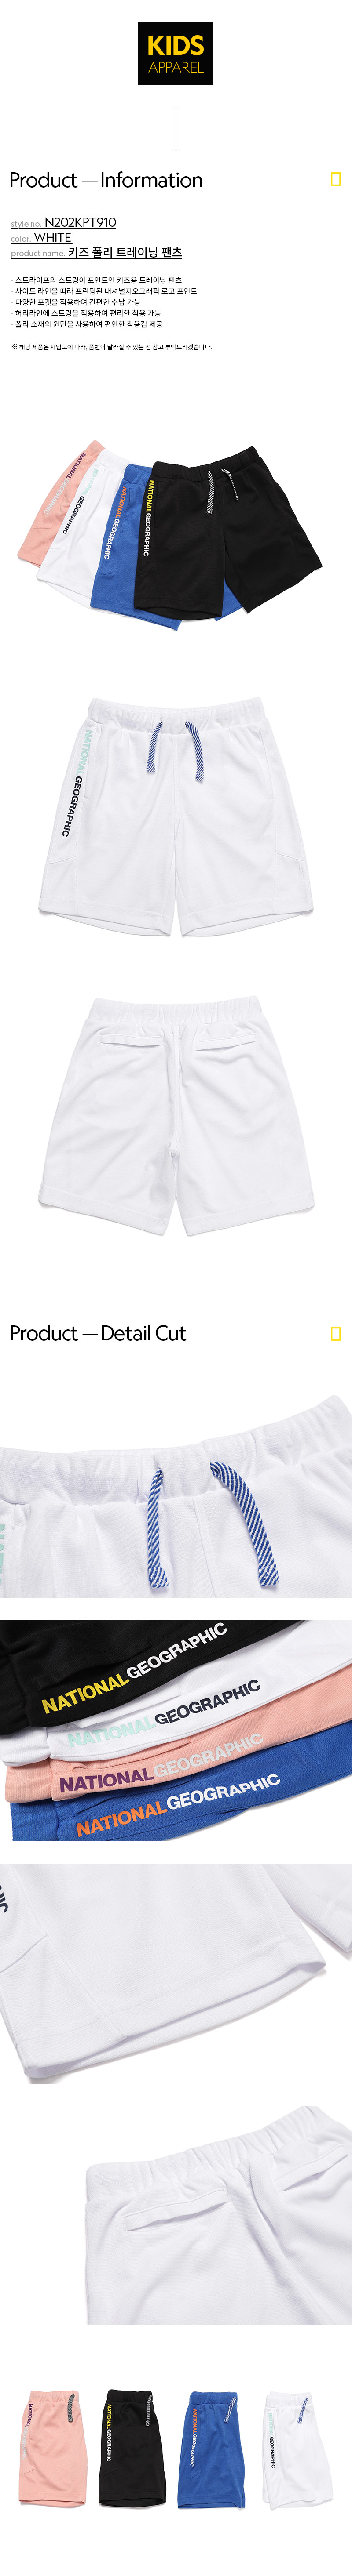 KIDS
APPAREL
Product — Information
style no. N202KPT910
color. WHITE
product name. 키즈 폴리 트레이닝 팬츠
- 스트라이프의 스트링이 포인트인 키즈용 트레이닝 팬츠
- 사이드 라인을 따라 프린팅된 내셔널지오그래픽 로고 포인트
- 다양한 포켓을 적용하여 간편한 수납 가능
- 허리라인에 스트링을 적용하여 편리한 착용 가능
- 폴리 소재의 원단을 사용하여 편안한 착용감 제공
※ 해당 제품은 재입고에 따라, 품번이 달라질 수 있는 점 참고 부탁드리겠습니다.
NATIONAL GEOGRAPHIC
NATIONAL GEOGRAPHIC
NATIONAL GEOGRAPHIC
NATIONAL GEOGRAPHIC
NATIONAL GEOGRAPHIC
Product — Detail Cut
NATIONAL GEOGRAPHIC
NATIONAL GEOGRAPHIC
NATIONAL GEOGRAPHIC
NATIONAL GEOGRAPHIC
NATIONAL
NATIONAL GEOGRAPHIC
NATIONAL GEOGRAPHIC
NATIONAL GEOGRAPHIC